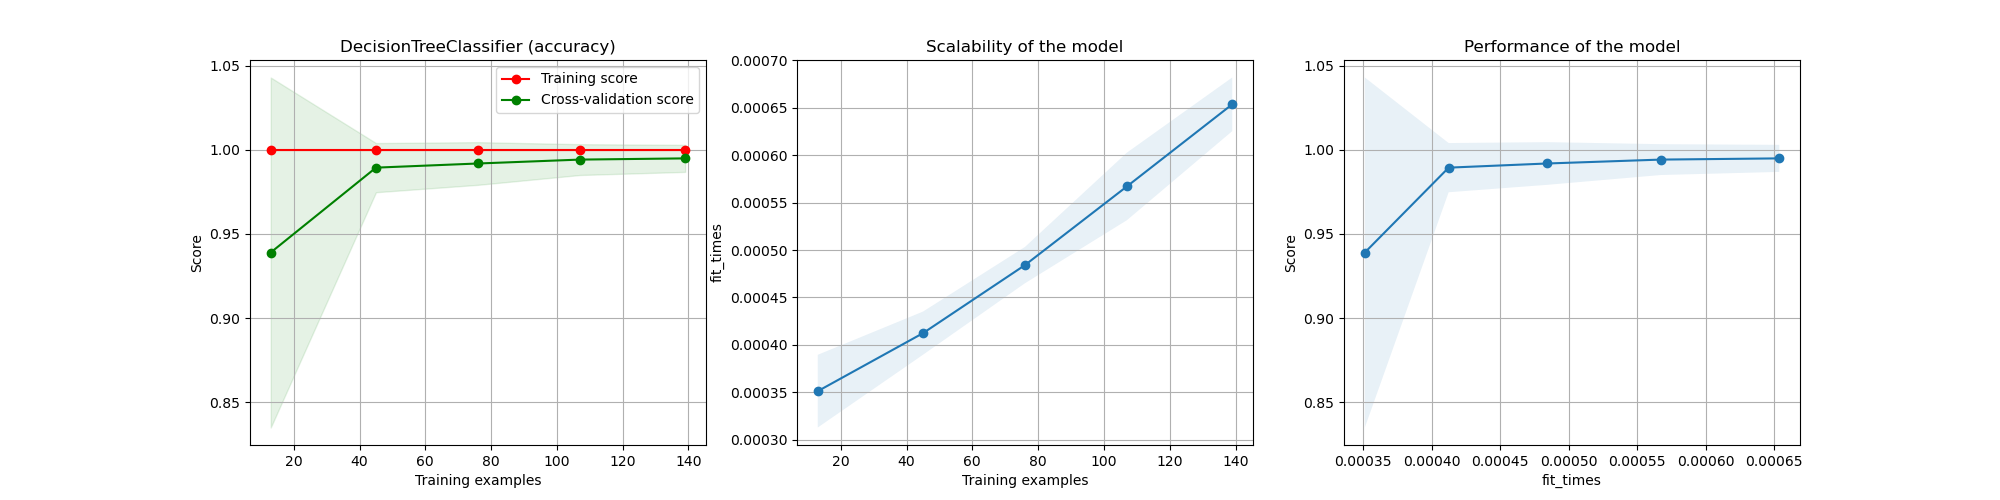 DecisionTreeClassifier (accuracy)
1.05
1.00
0.95
0.90
0.85
Score
Training score
Cross-validation score
20 40 60 80 100 120 140
Training examples
Scalability of the model
0.00070
0.00065
0.00060
0.00055
0.00050
0.00045
0.00040
0.00035
0.00030
fit_times
20 40 60 80 100 120 140
Training examples
Performance of the model
1.05
1.00
0.95
0.90
0.85
Score
0.00035 0.00040 0.00045 0.00050 0.00055 0.00060 0.00065
fit_times